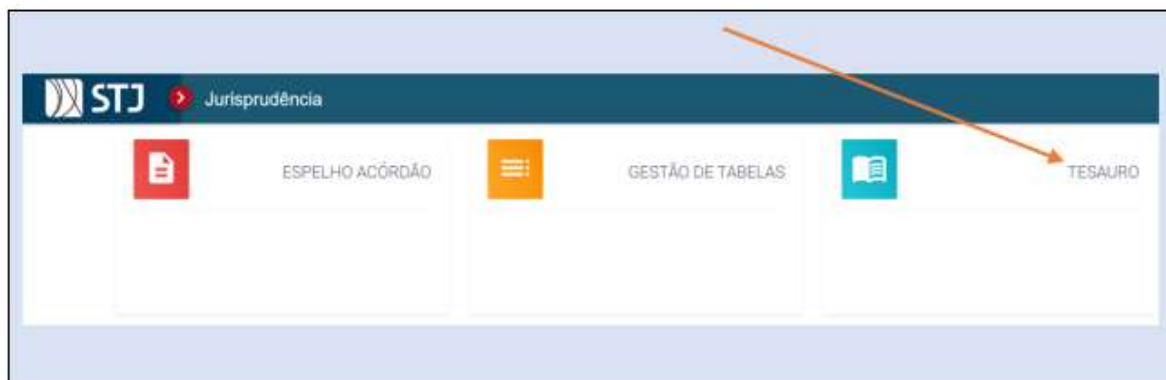 STJ Jurisprudência
ESPELHO ACÓRDÃO
GESTÃO DE TABELAS
TESAURO